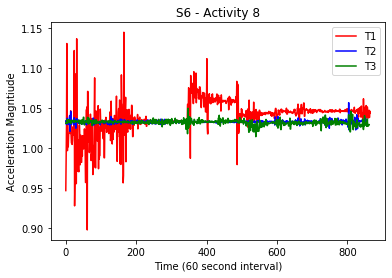 S6 - Activity 8
Acceleration Magntiude
1.15
1.10
1.05
1.00
0.95
0.90
0
200
400
600
800
Time (60 second interval)
T1
T2
T3